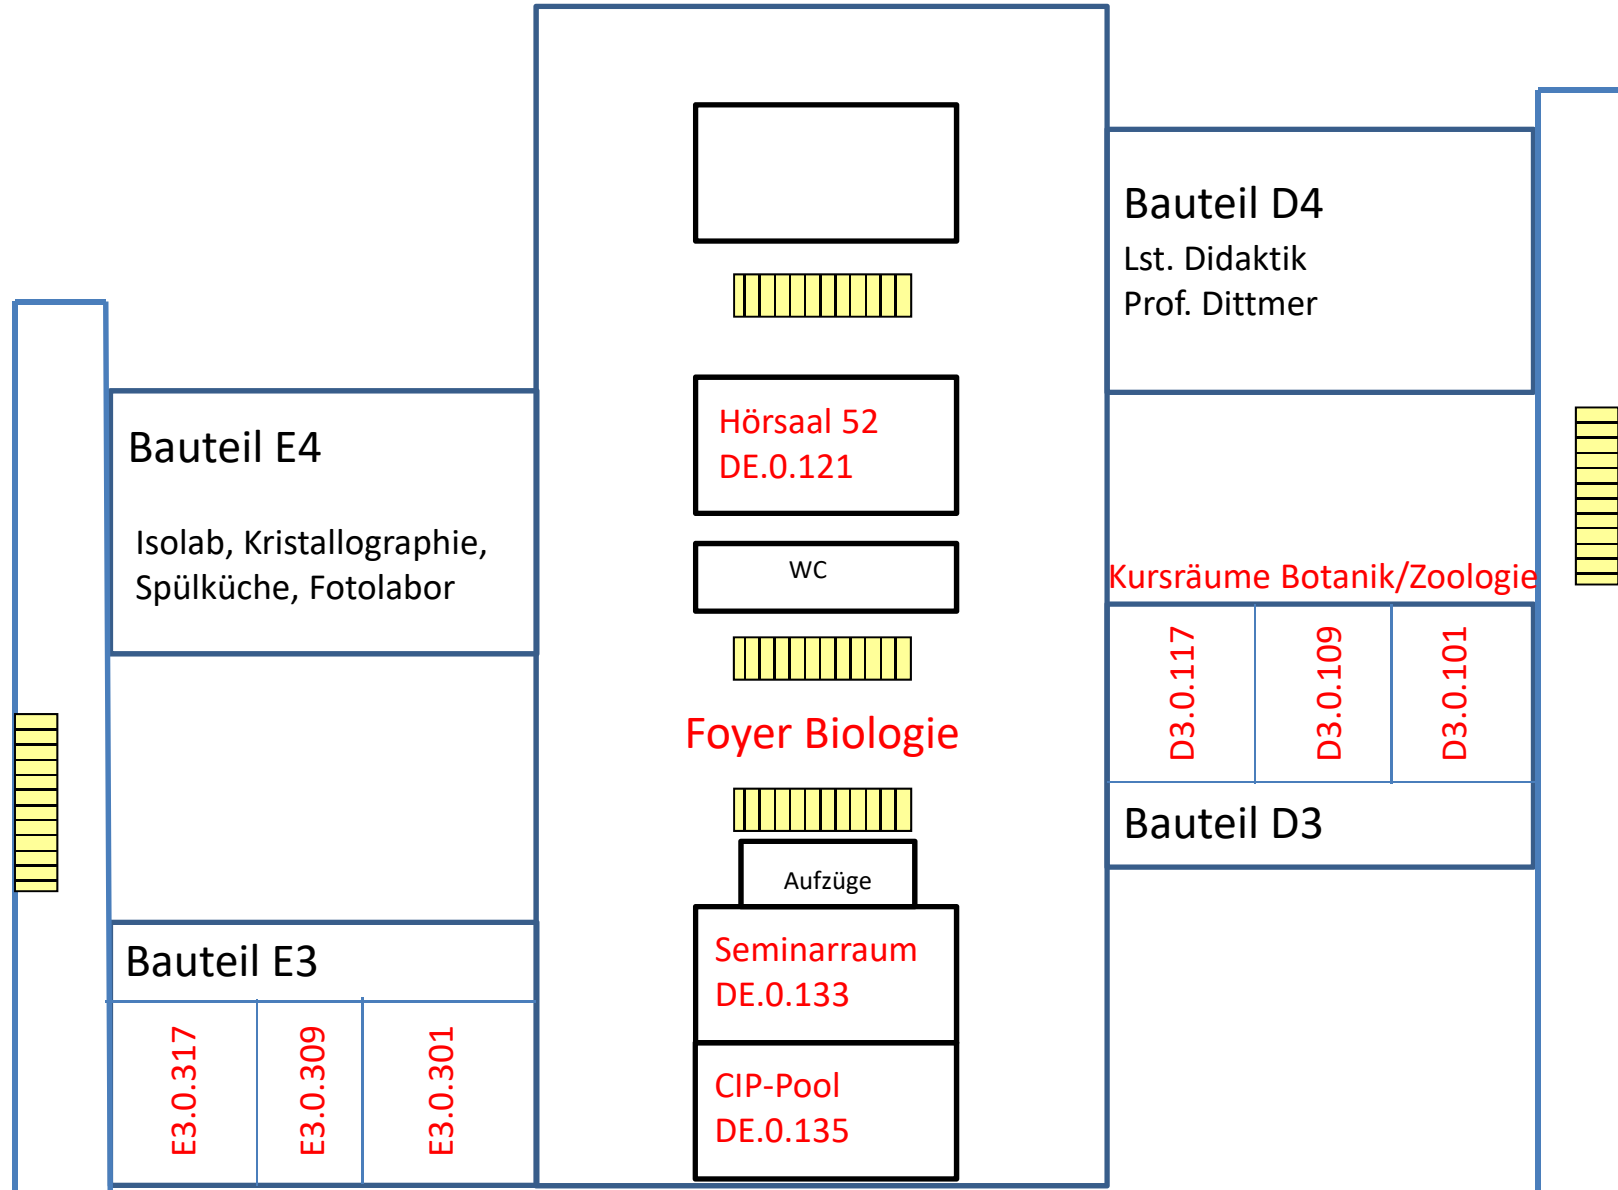 Bauteil D4
Lst. Didaktik
Prof. Dittmer
Hörsaal 52
DE.0.121
Bauteil E4
Isolab, Kristallographie,
Spülküche, Fotolabor
WC
Kursräume Botanik/Zoologie
D3.0.117
D3.0.109
D3.0.101
Foyer Biologie
Bauteil D3
Aufzüge
Seminarraum
DE.0.133
Bauteil E3
E3.0.317
E3.0.309
E3.0.301
CIP-Pool
DE.0.135